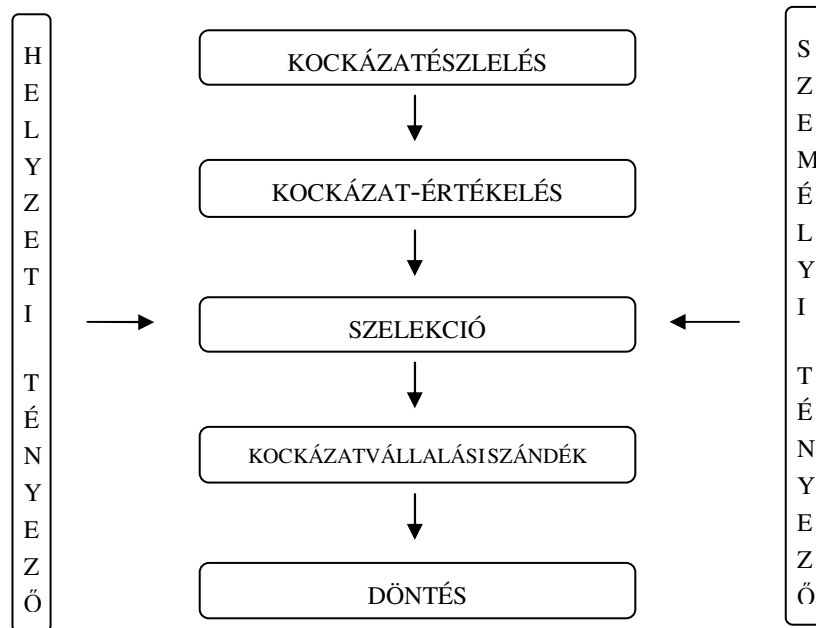 HELYZETI TÉNYEZŐ
KOCKÁZATÉSZLELÉS
KOCKÁZAT-ÉRTÉKELÉS
SZELEKCIÓ
KOCKÁZATVÁLLALÁSI SZÁNDÉK
DÖNTÉS
SZEMÉLYI TÉNYEZŐ